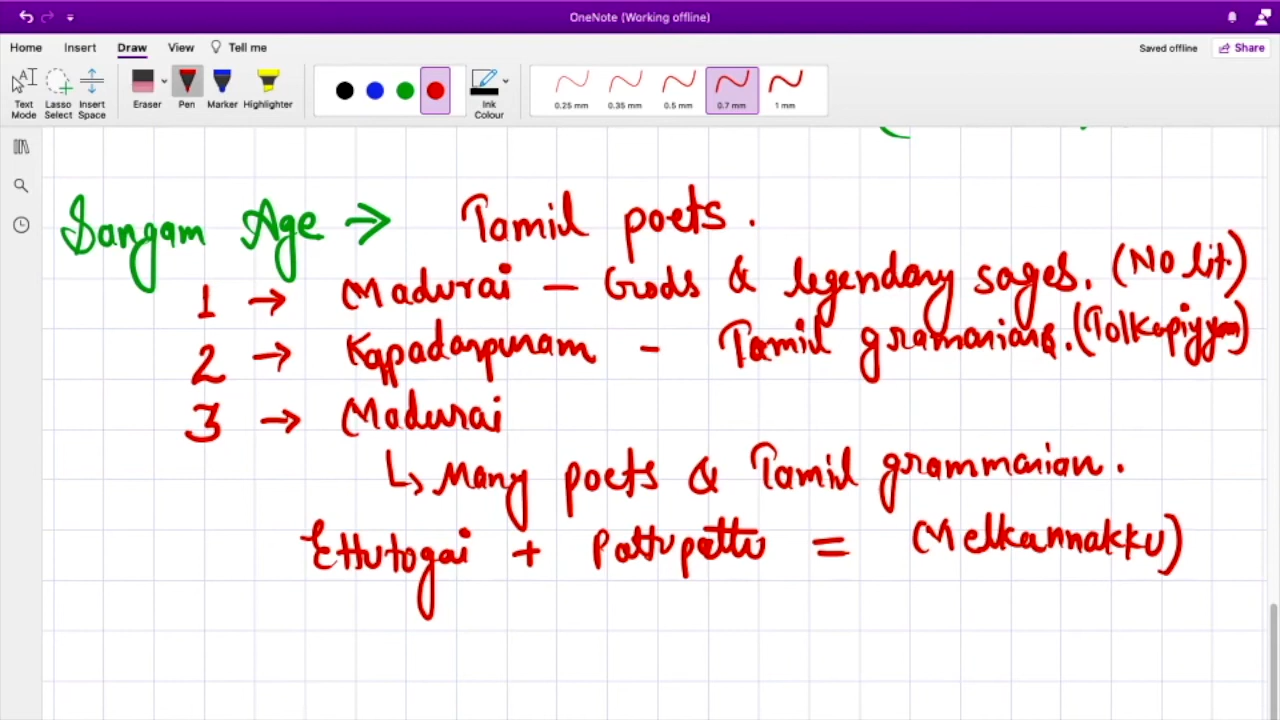 OneNote (Working offline)
Home Insert Draw View Tell me
Saved offline Share
Text Mode Lasso Select Insert Space Eraser Pen Marker Highlighter Ink Colour 0.25 mm 0.35 mm 0.5 mm 0.7 mm 1 mm
Sangam Age → Tamil poets.
1 → Madurai — Gods & legendary sages. (No lit.)
2 → Kapadarpuram - Tamil gramarians. (Tolkapiyyam)
3 → Madurai
↳ Many poets & Tamil grammarian.
Ettutogai + Pattupattu = (Melkannakku)